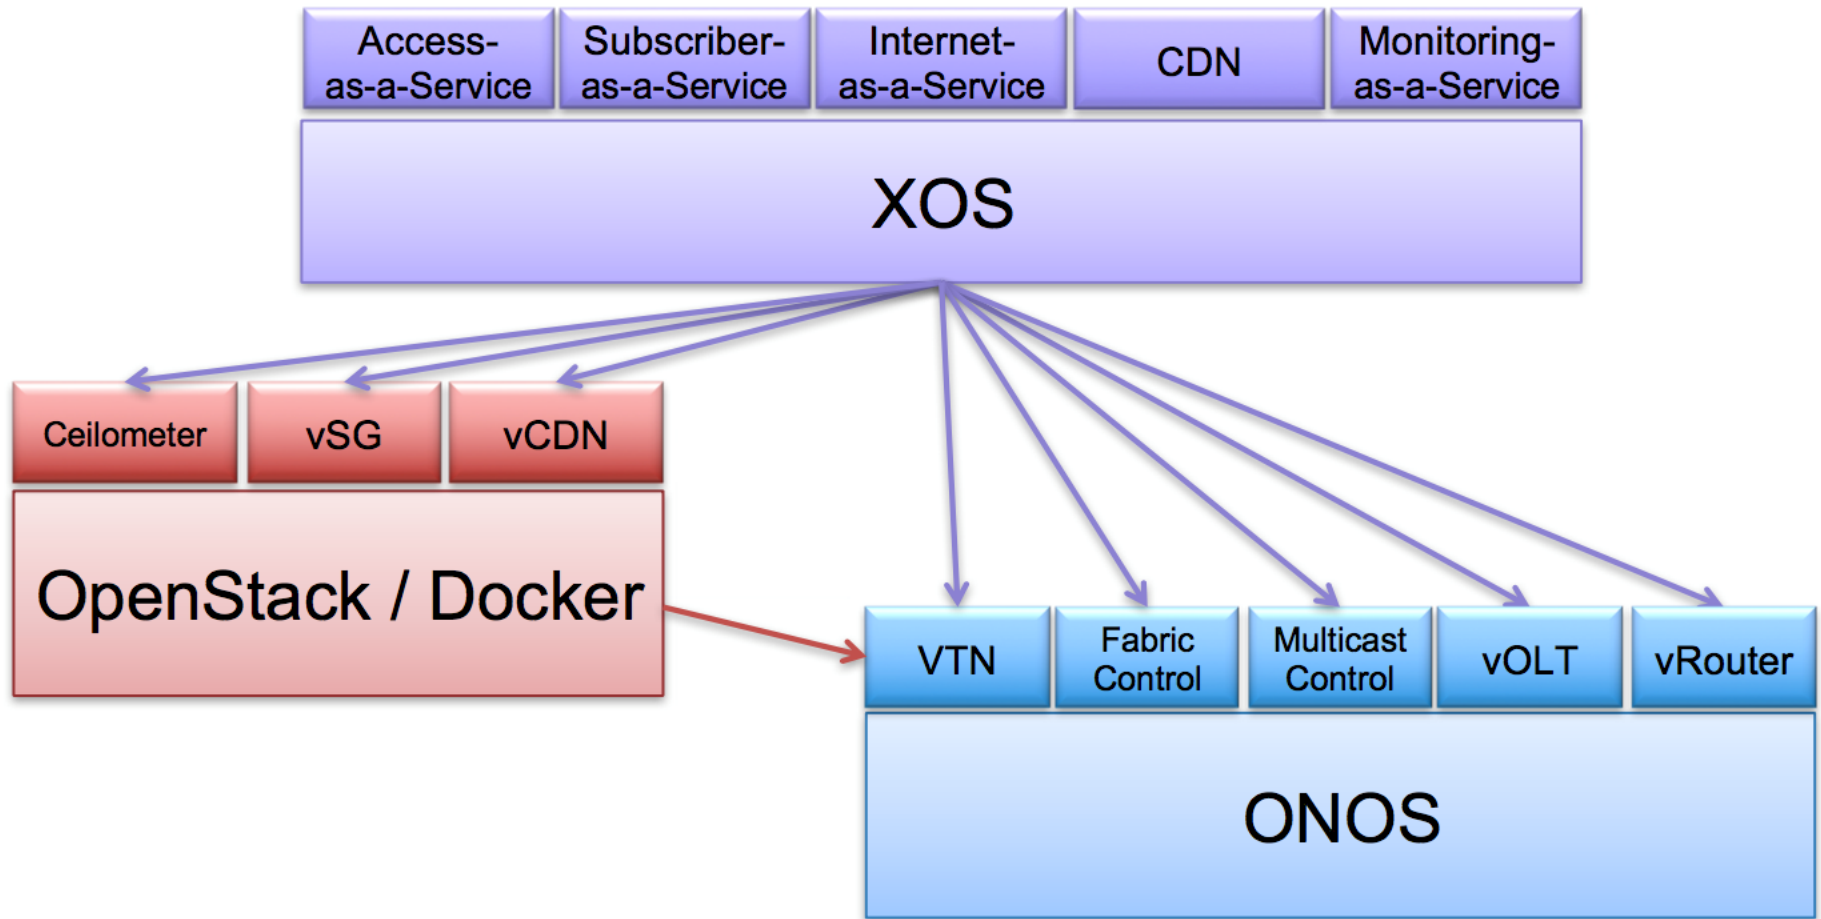 Access-
as-a-Service
Subscriber-
as-a-Service
Internet-
as-a-Service
CDN
Monitoring-
as-a-Service
XOS
Ceilometer
vSG
vCDN
OpenStack / Docker
VTN
Fabric
Control
Multicast
Control
vOLT
vRouter
ONOS